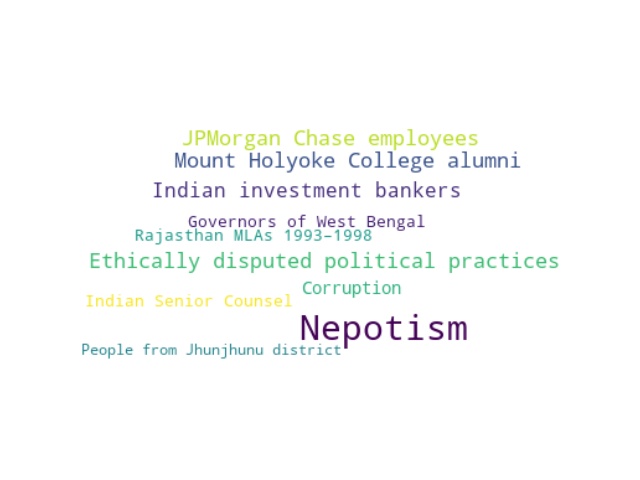 JPMorgan Chase employees
Mount Holyoke College alumni
Indian investment bankers
Governors of West Bengal
Rajasthan MLAs 1993–1998
Ethically disputed political practices
Corruption
Indian Senior Counsel
Nepotism
People from Jhunjhunu district